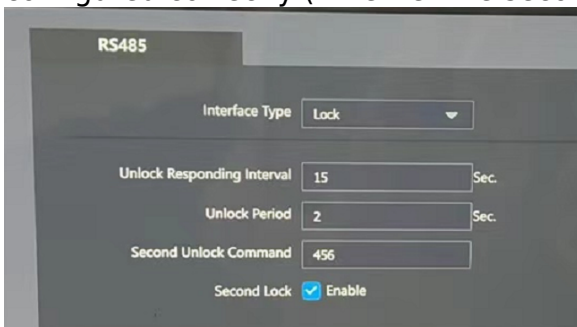 RS485
Interface Type Lock
Unlock Responding Interval 15 Sec.
Unlock Period 2 Sec.
Second Unlock Command 456
Second Lock Enable